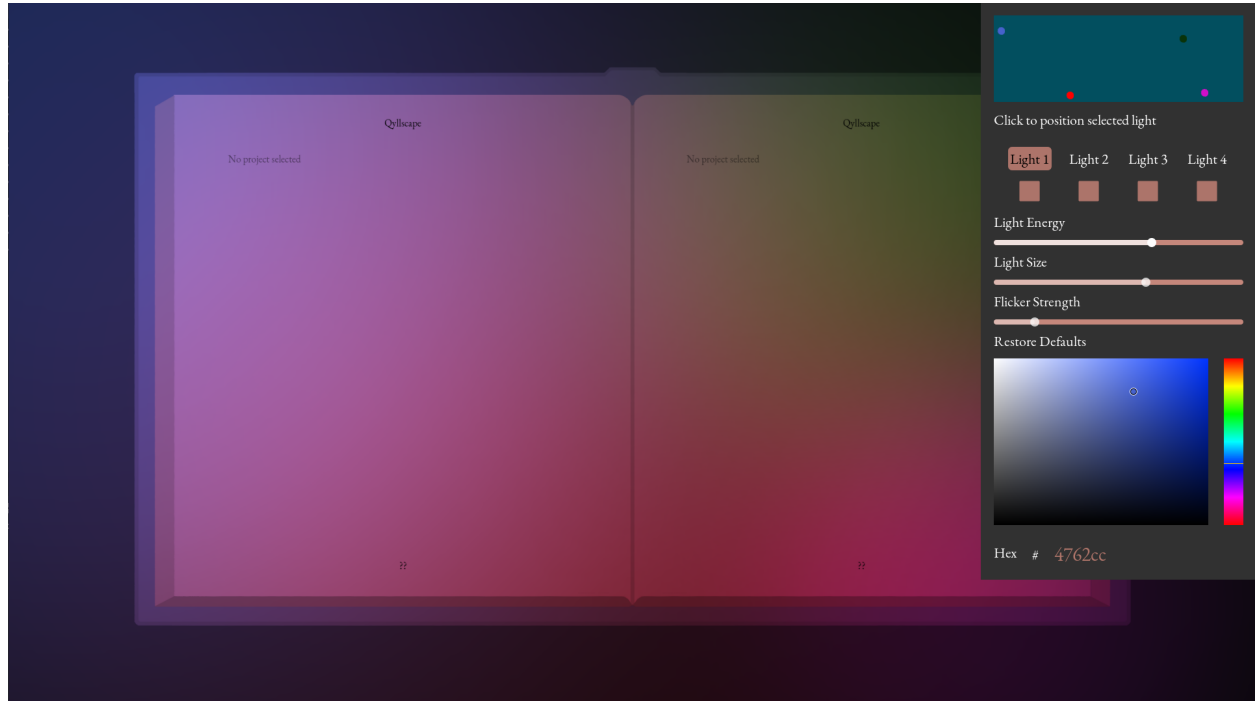 Qyllscape
No project selected
??
Qyllscape
No project selected
??
Click to position selected light
Light 1 Light 2 Light 3 Light 4
Light Energy
Light Size
Flicker Strength
Restore Defaults
Hex # 4762cc